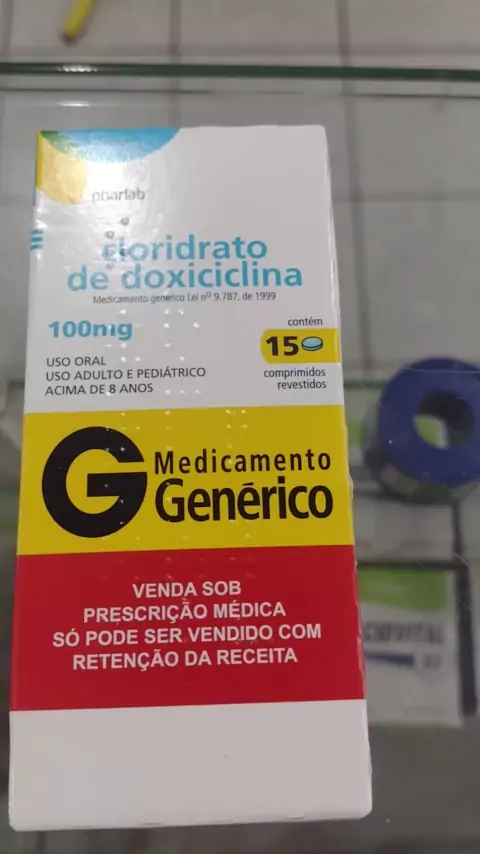 pharlab
cloridrato
de doxiciclina
Medicamento genérico Lei nº 9.787, de 1999
100mg
contém
15
comprimidos
revestidos
USO ORAL
USO ADULTO E PEDIÁTRICO
ACIMA DE 8 ANOS
G Medicamento
Genérico
VENDA SOB
PRESCRIÇÃO MÉDICA
SÓ PODE SER VENDIDO COM
RETENÇÃO DA RECEITA